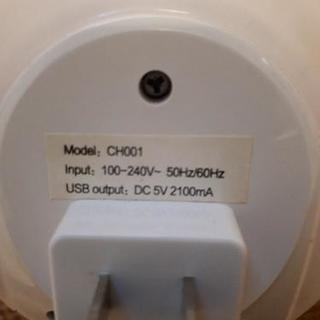 Model: CH001
Input: 100-240V~ 50Hz/60Hz
USB output: DC 5V 2100mA